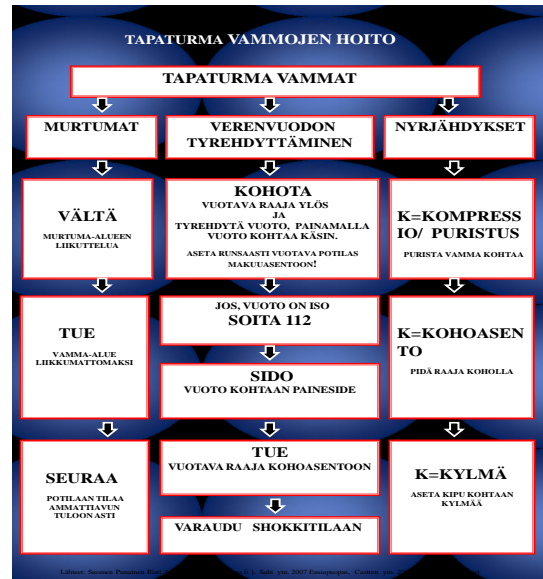 TAPATURMA VAMMOJEN HOITO
TAPATURMA VAMMAT
MURTUMAT
VERENVUODON
TYREHDYTTÄMINEN
NYRJÄHDYKSET
VÄLTÄ
MURTUMA-ALUEEN
LIIKUTTELUA
KOHOTA
VUOTAVA RAAJA YLÖS
JA
TYREHDYTÄ VUOTO, PAINAMALLA
VUOTO KOHTAA KÄSIN.
ASETA RUNSAASTI VUOTAVA POTILAS
MAKUUASENTOON!
K=KOMPRESS
IO/ PURISTUS
PURISTA VAMMA KOHTAA
TUE
VAMMA-ALUE
LIIKKUMATTOMAKSI
JOS, VUOTO ON ISO
SOITA 112
SIDO
VUOTO KOHTAAN PAINESIDE
K=KOHOASEN
TO
PIDÄ RAAJA KOHOLLA
SEURAA
POTILAAN TILAA
AMMATTIAVUN
TULOON ASTI
TUE
VUOTAVA RAAJA KOHOASENTOON
VARAUDU SHOKKITILAAN
K=KYLMÄ
ASETA KIPU KOHTAAN
KYLMÄÄ
Suomen Punainen